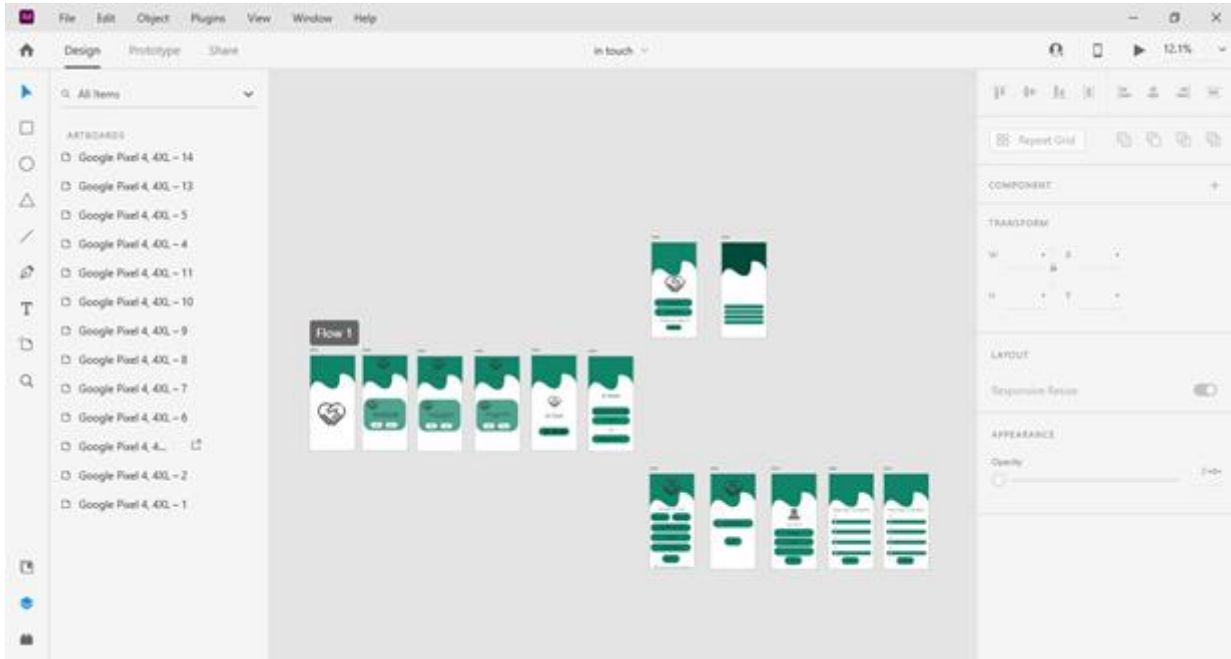 File Edit Object Plugins View Window Help
Design Prototype Share
in touch
12.1%
All Items
ARTBOARDS
Google Pixel 4, 4XL – 14
Google Pixel 4, 4XL – 13
Google Pixel 4, 4XL – 5
Google Pixel 4, 4XL – 4
Google Pixel 4, 4XL – 11
Google Pixel 4, 4XL – 10
Google Pixel 4, 4XL – 9
Google Pixel 4, 4XL – 8
Google Pixel 4, 4XL – 7
Google Pixel 4, 4XL – 6
Google Pixel 4, 4...
Google Pixel 4, 4XL – 2
Google Pixel 4, 4XL – 1
Flow 1
Repeat Grid
COMPONENT
TRANSFORM
W X
H Y
LAYOUT
Responsive Resize
APPEARANCE
Opacity